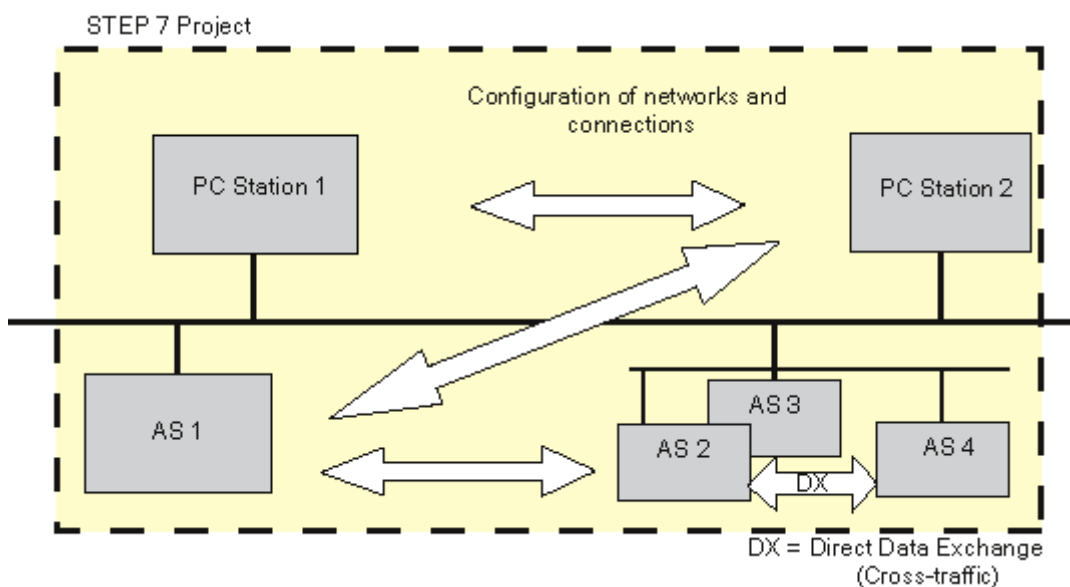 STEP 7 Project
Configuration of networks and
connections
PC Station 1
PC Station 2
AS 1
AS 3
AS 2
AS 4
DX
DX = Direct Data Exchange
(Cross-traffic)